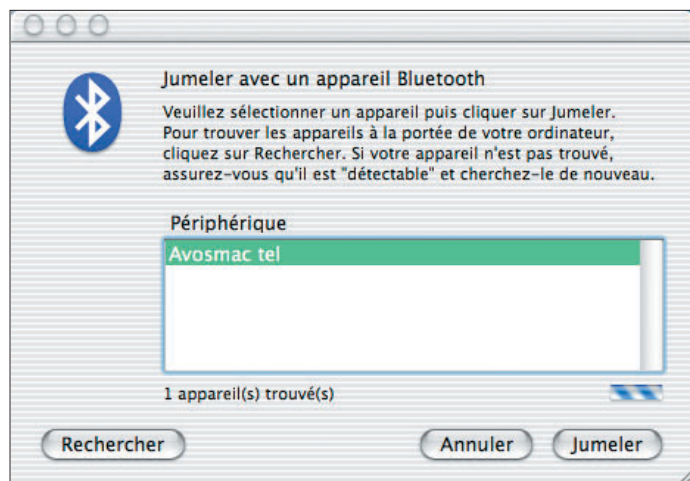 Jumeler avec un appareil Bluetooth
Veuillez sélectionner un appareil puis cliquer sur Jumeler.
Pour trouver les appareils à la portée de votre ordinateur,
cliquez sur Rechercher. Si votre appareil n'est pas trouvé,
assurez-vous qu'il est "détectable" et cherchez-le de nouveau.
Périphérique
Avosmac tel
1 appareil(s) trouvé(s)
Rechercher
Annuler
Jumeler